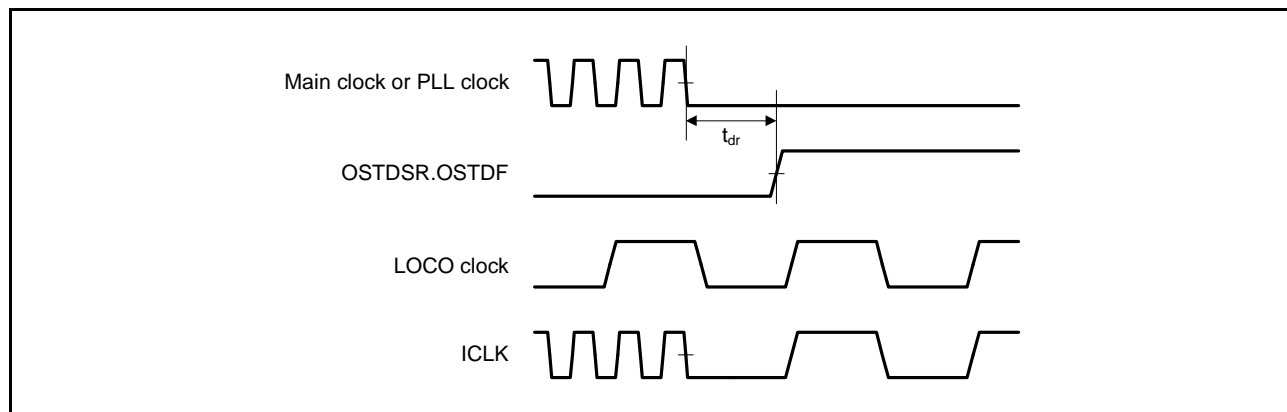 Main clock or PLL clock
tdr
OSTDSR.OSTDF
LOCO clock
ICLK